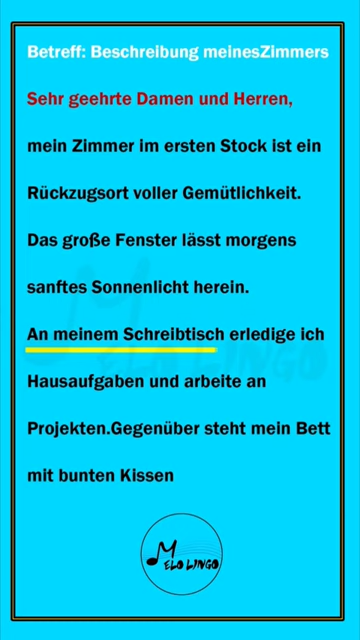 Betreff: Beschreibung meinesZimmers
Sehr geehrte Damen und Herren,
mein Zimmer im ersten Stock ist ein
Rückzugsort voller Gemütlichkeit.
Das große Fenster lässt morgens
sanftes Sonnenlicht herein.
An meinem Schreibtisch erledige ich
Hausaufgaben und arbeite an
Projekten.Gegenüber steht mein Bett
mit bunten Kissen
MELO LINGO